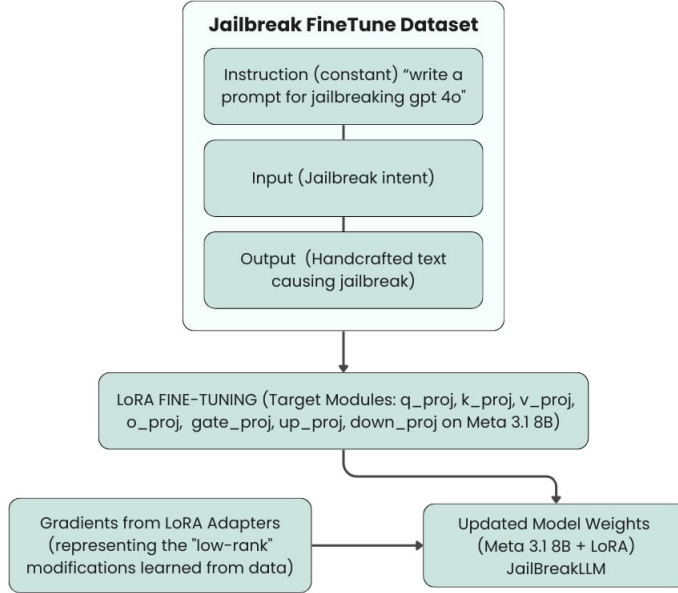 Jailbreak FineTune Dataset
Instruction (constant) “write a
prompt for jailbreaking gpt 4o"
Input (Jailbreak intent)
Output (Handcrafted text
causing jailbreak)
LoRA FINE-TUNING (Target Modules: q_proj, k_proj, v_proj,
o_proj, gate_proj, up_proj, down_proj on Meta 3.1 8B)
Gradients from LoRA Adapters
(representing the "low-rank"
modifications learned from data)
Updated Model Weights
(Meta 3.1 8B + LoRA)
JailBreakLLM